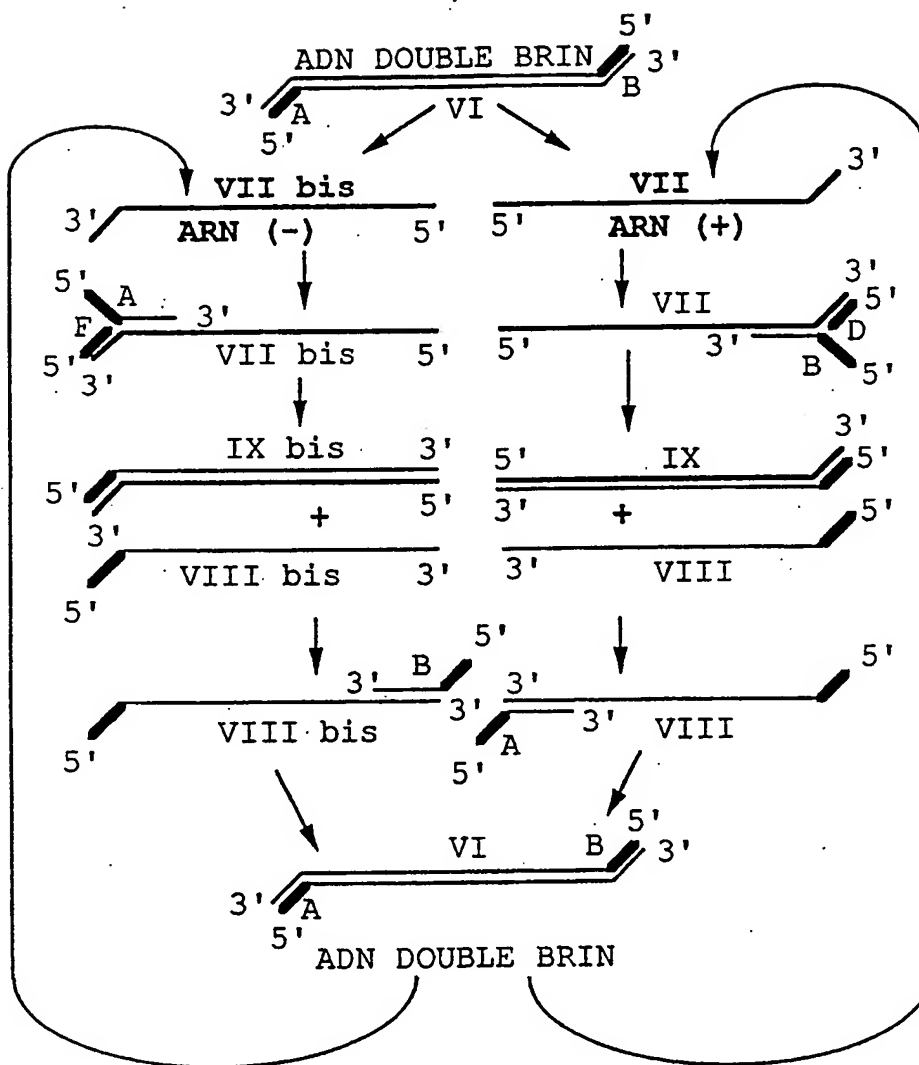 5'
ADN DOUBLE BRIN 3'
3' A VI B
5'
VII bis VII 3'
3' ARN (-) 5' 5' ARN (+)
5' A 3' VII 3' 5'
F 5' 3' VII bis 5' 5' 3' B D 5'
IX bis 3' 5' IX 3' 5'
5' 3' + 5' 3' +
5' VIII bis 3' 3' VIII 5'
3' B 5' 3' 5'
5' VIII bis 3' 5' A 3' VIII
VI B 5' 3'
3' A
5'
ADN DOUBLE BRIN